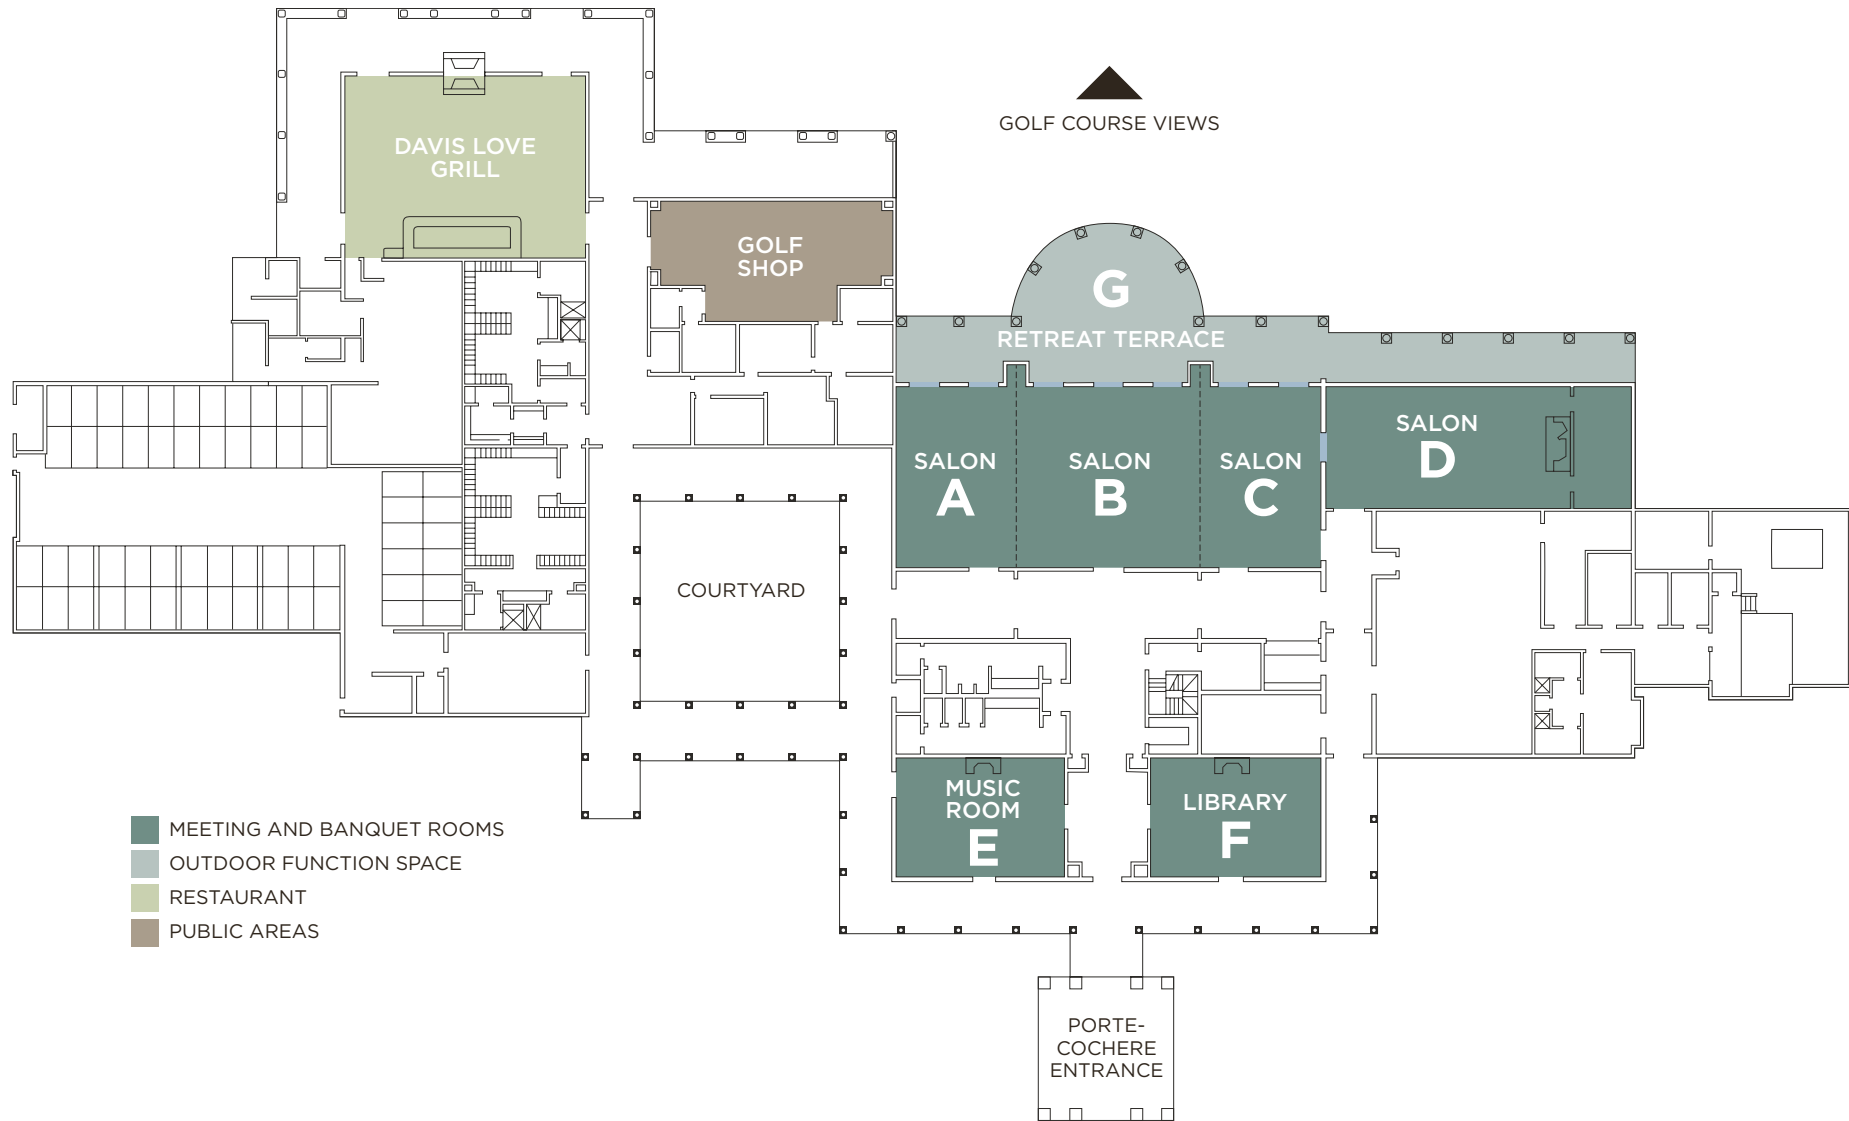 DAVIS LOVE
GRILL
GOLF COURSE VIEWS
GOLF
SHOP
G
RETREAT TERRACE
SALON
A
SALON
B
SALON
C
SALON
D
COURTYARD
MUSIC
ROOM
E
LIBRARY
F
MEETING AND BANQUET ROOMS
OUTDOOR FUNCTION SPACE
RESTAURANT
PUBLIC AREAS
PORTE-
COCHERE
ENTRANCE